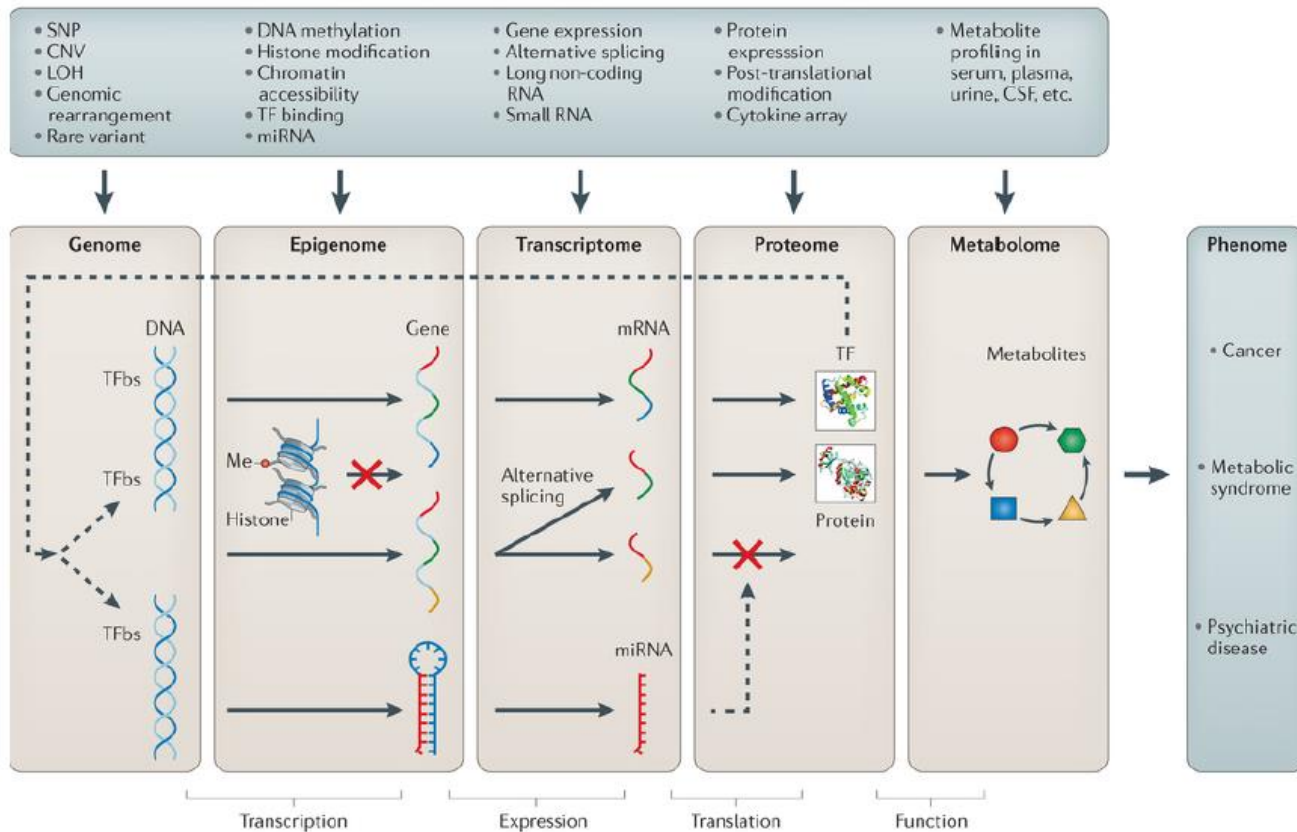 • SNP
• CNV
• LOH
• Genomic
rearrangement
• Rare variant
• DNA methylation
• Histone modification
• Chromatin
accessibility
• TF binding
• miRNA
• Gene expression
• Alternative splicing
• Long non-coding
RNA
• Small RNA
• Protein
expresssion
• Post-translational
modification
• Cytokine array
• Metabolite
profiling in
serum, plasma,
urine, CSF, etc.
Genome
Epigenome
Transcriptome
Proteome
Metabolome
Phenome
DNA
TFbs
TFbs
TFbs
Gene
Me
Histone
mRNA
Alternative
splicing
miRNA
TF
Protein
Metabolites
• Cancer
• Metabolic
syndrome
• Psychiatric
disease
Transcription
Expression
Translation
Function